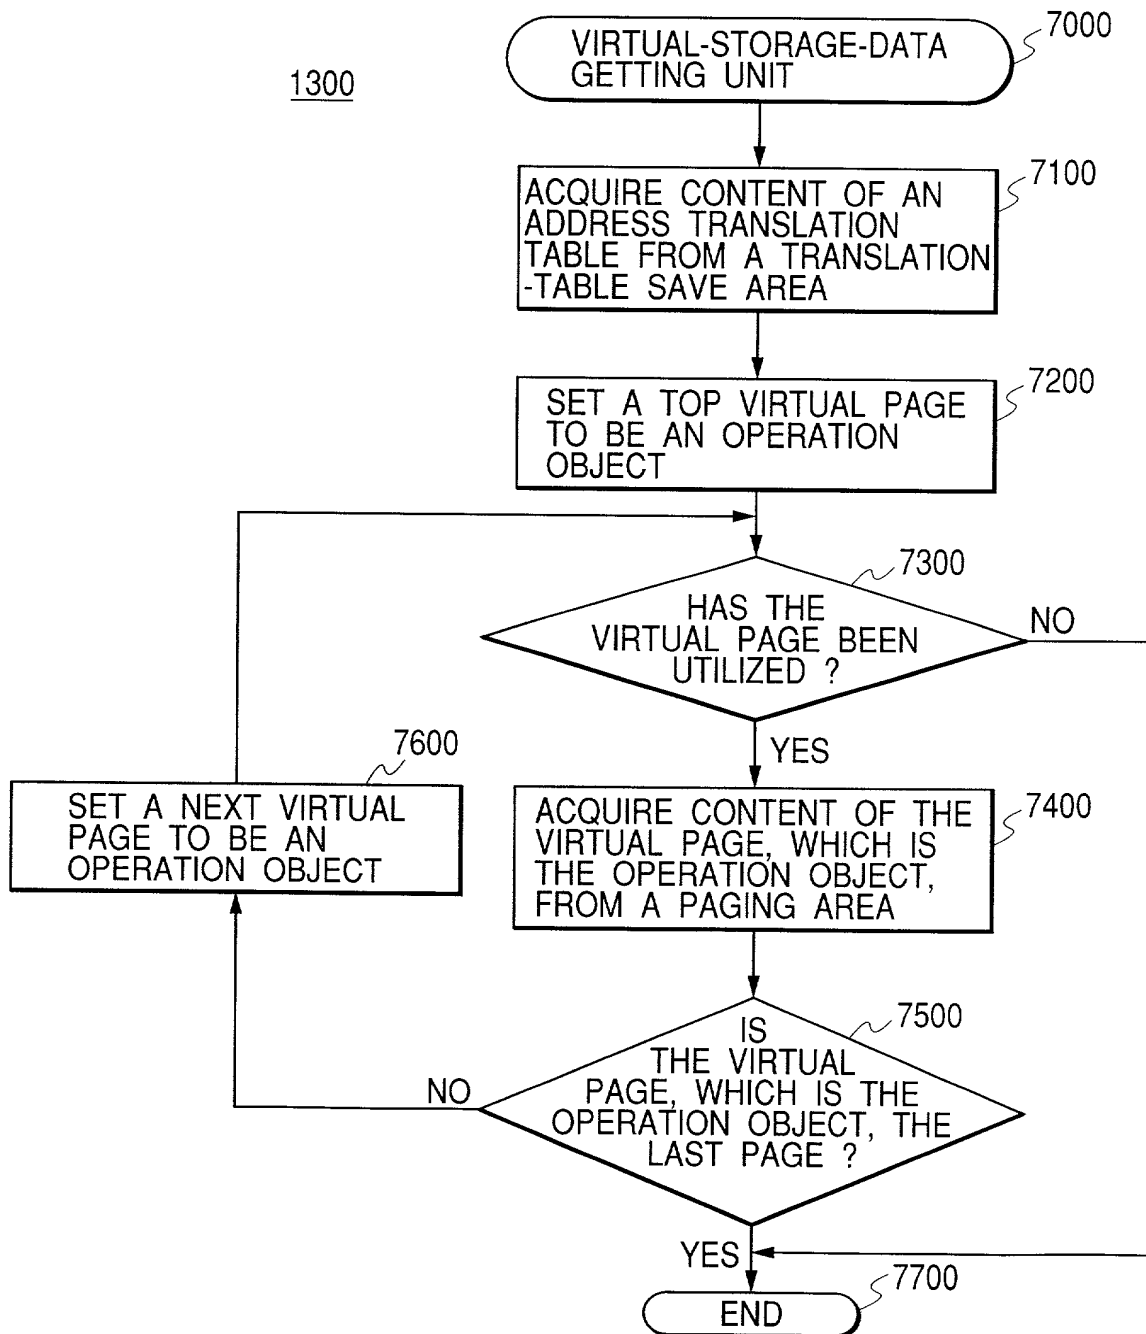 1300
VIRTUAL-STORAGE-DATA
GETTING UNIT
7000
ACQUIRE CONTENT OF AN
ADDRESS TRANSLATION
TABLE FROM A TRANSLATION
-TABLE SAVE AREA
7100
SET A TOP VIRTUAL PAGE
TO BE AN OPERATION
OBJECT
7200
HAS THE
VIRTUAL PAGE BEEN
UTILIZED ?
7300
NO
YES
SET A NEXT VIRTUAL
PAGE TO BE AN
OPERATION OBJECT
7600
ACQUIRE CONTENT OF THE
VIRTUAL PAGE, WHICH IS
THE OPERATION OBJECT,
FROM A PAGING AREA
7400
IS
THE VIRTUAL
PAGE, WHICH IS THE
OPERATION OBJECT, THE
LAST PAGE ?
7500
NO
YES
END
7700